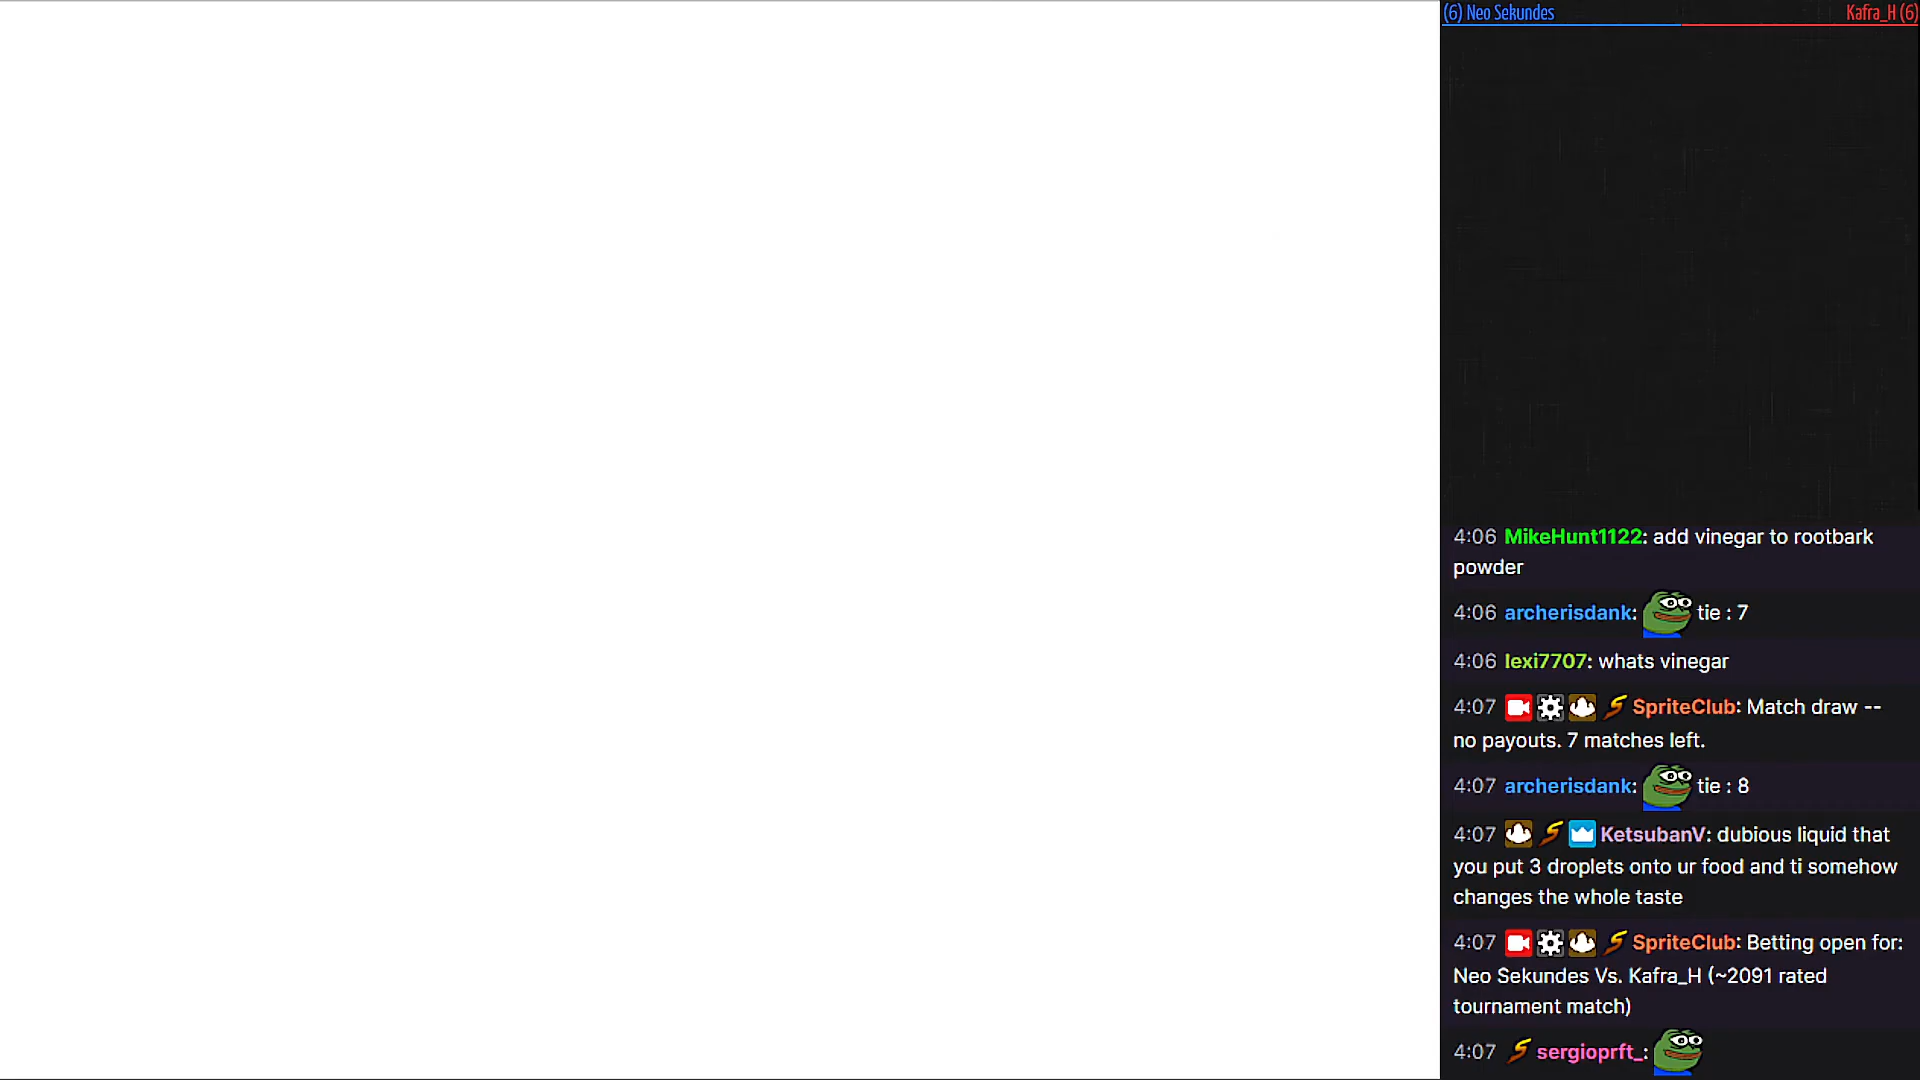 (6) Neo Sekundes Kafra_H (6)
4:06 MikeHunt1122: add vinegar to rootbark
powder
4:06 archerisdank: tie : 7
4:06 lexi7707: whats vinegar
4:07 SpriteClub: Match draw --
no payouts. 7 matches left.
4:07 archerisdank: tie : 8
4:07 KetsubanV: dubious liquid that
you put 3 droplets onto ur food and ti somehow
changes the whole taste
4:07 SpriteClub: Betting open for:
Neo Sekundes Vs. Kafra_H (~2091 rated
tournament match)
4:07 sergioprft_: